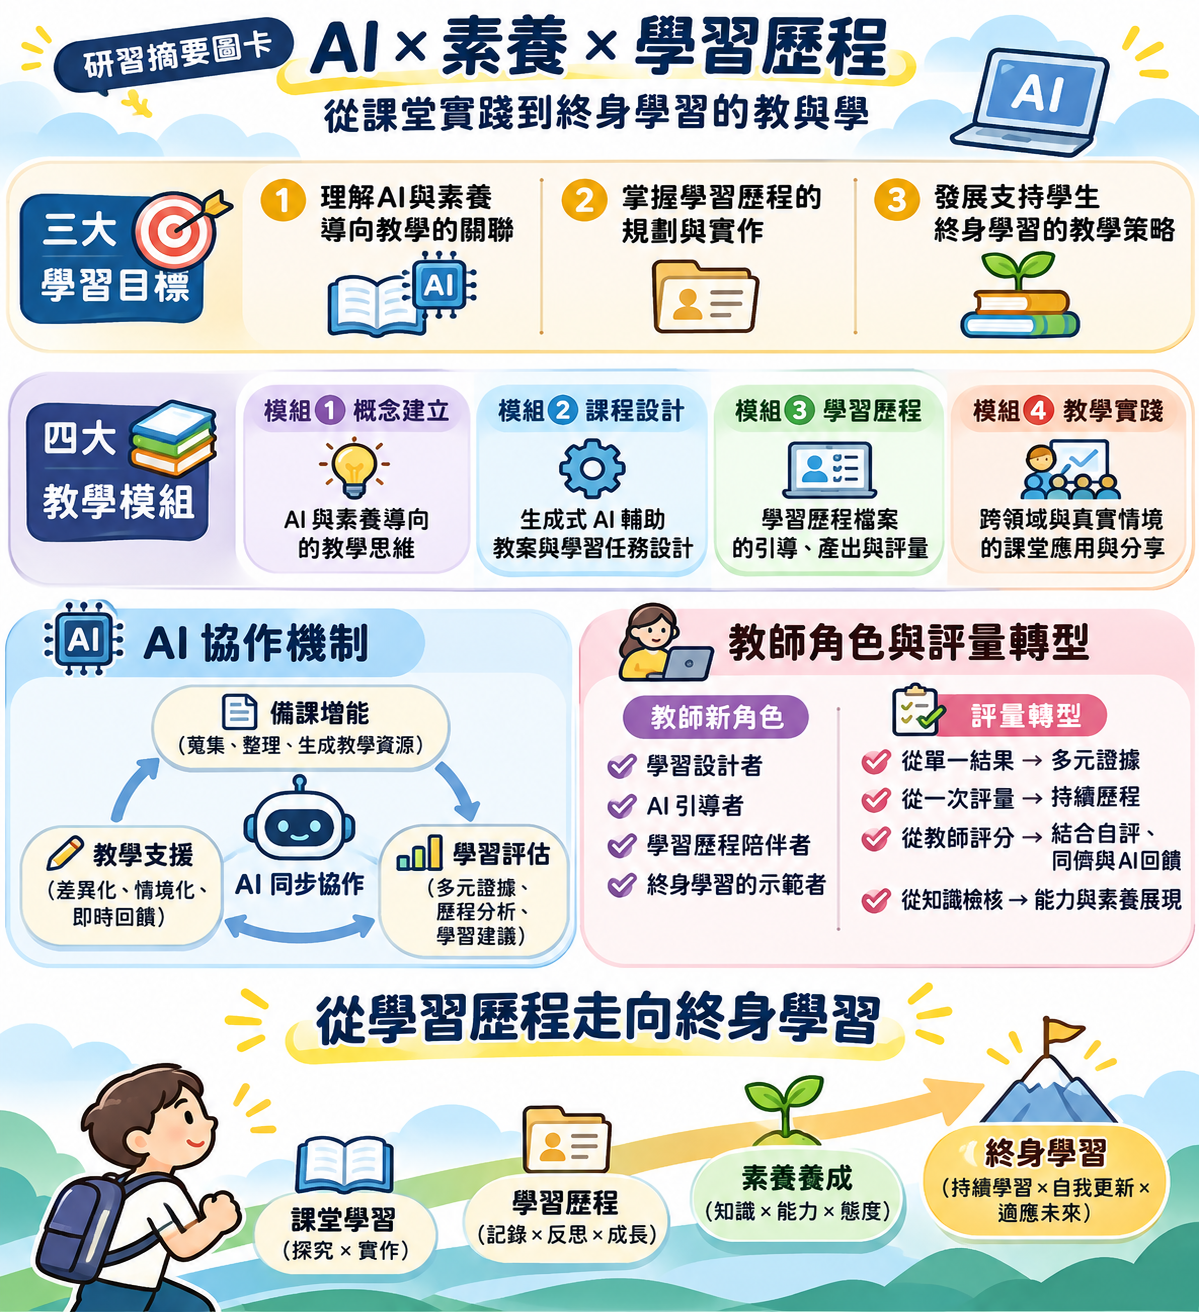 研習摘要圖卡
AI × 素養 × 學習歷程
從課堂實踐到終身學習的教與學
AI
三大
學習目標
1
理解AI與素養
導向教學的關聯
AI
2
掌握學習歷程的
規劃與實作
3
發展支持學生
終身學習的教學策略
四大
教學模組
模組 1 概念建立
AI 與素養導向
的教學思維
模組 2 課程設計
生成式 AI 輔助
教案與學習任務設計
模組 3 學習歷程
學習歷程檔案
的引導、產出與評量
模組 4 教學實踐
跨領域與真實情境
的課堂應用與分享
AI
AI 協作機制
備課增能
(蒐集、整理、生成教學資源)
教學支援
(差異化、情境化、
即時回饋)
AI 同步協作
學習評估
(多元證據、
歷程分析、
學習建議)
教師角色與評量轉型
教師新角色
學習設計者
AI 引導者
學習歷程陪伴者
終身學習的示範者
評量轉型
從單一結果 → 多元證據
從一次評量 → 持續歷程
從教師評分 → 結合自評、
同儕與AI回饋
從知識檢核 → 能力與素養展現
從學習歷程走向終身學習
課堂學習
(探究 × 實作)
學習歷程
(記錄×反思×成長)
素養養成
(知識 × 能力 × 態度)
終身學習
(持續學習×自我更新×
適應未來)